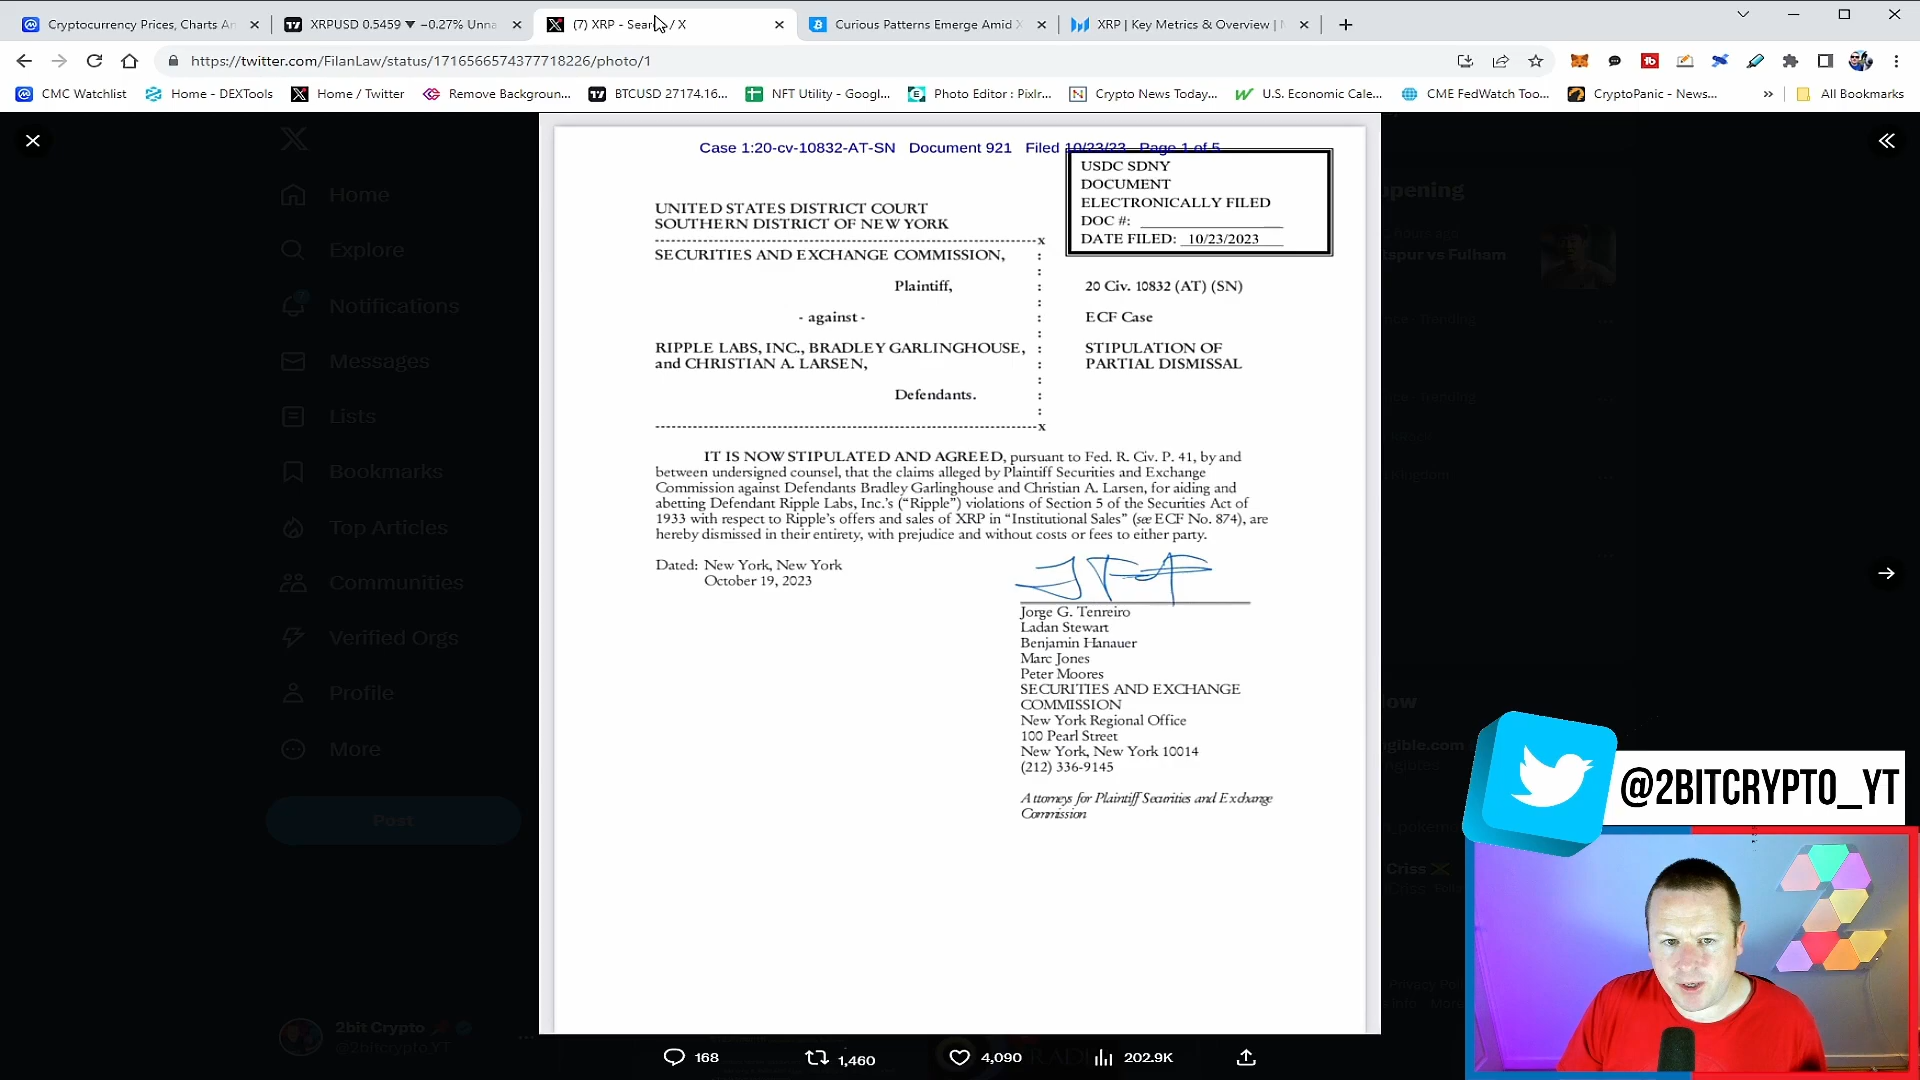 Cryptocurrency Prices, Charts An
XRPUSD 0.5459 ▼ −0.27% Unna
(7) XRP - Search / X
Curious Patterns Emerge Amid X
XRP | Key Metrics & Overview |
https://twitter.com/FilanLaw/status/1716566574377718226/photo/1
CMC Watchlist
Home - DEXTools
Home / Twitter
Remove Backgroun...
BTCUSD 27174.16...
NFT Utility - Googl...
Photo Editor : Pixlr...
Crypto News Today...
U.S. Economic Cale...
CME FedWatch Too...
CryptoPanic - News...
All Bookmarks
Home
Explore
Notifications
Messages
Lists
Bookmarks
Top Articles
Communities
Verified Orgs
Profile
More
Post
2bit Crypto
@2bitcrypto_YT
Case 1:20-cv-10832-AT-SN Document 921 Filed 10/23/23 Page 1 of 5
USDC SDNY
DOCUMENT
ELECTRONICALLY FILED
DOC #:
DATE FILED: 10/23/2023
UNITED STATES DISTRICT COURT
SOUTHERN DISTRICT OF NEW YORK
SECURITIES AND EXCHANGE COMMISSION,
Plaintiff,
- against -
RIPPLE LABS, INC., BRADLEY GARLINGHOUSE,
and CHRISTIAN A. LARSEN,
Defendants.
20 Civ. 10832 (AT) (SN)
ECF Case
STIPULATION OF
PARTIAL DISMISSAL
IT IS NOW STIPULATED AND AGREED, pursuant to Fed. R. Civ. P. 41, by and
between undersigned counsel, that the claims alleged by Plaintiff Securities and Exchange
Commission against Defendants Bradley Garlinghouse and Christian A. Larsen, for aiding and
abetting Defendant Ripple Labs, Inc.'s (“Ripple”) violations of Section 5 of the Securities Act of
1933 with respect to Ripple's offers and sales of XRP in “Institutional Sales” (see ECF No. 874), are
hereby dismissed in their entirety, with prejudice and without costs or fees to either party.
Dated: New York, New York
October 19, 2023
Jorge G. Tenreiro
Ladan Stewart
Benjamin Hanauer
Marc Jones
Peter Moores
SECURITIES AND EXCHANGE
COMMISSION
New York Regional Office
100 Pearl Street
New York, New York 10014
(212) 336-9145
Attorneys for Plaintiff Securities and Exchange
Commission
168
1,460
4,090
202.9K
@2BITCRYPTO_YT